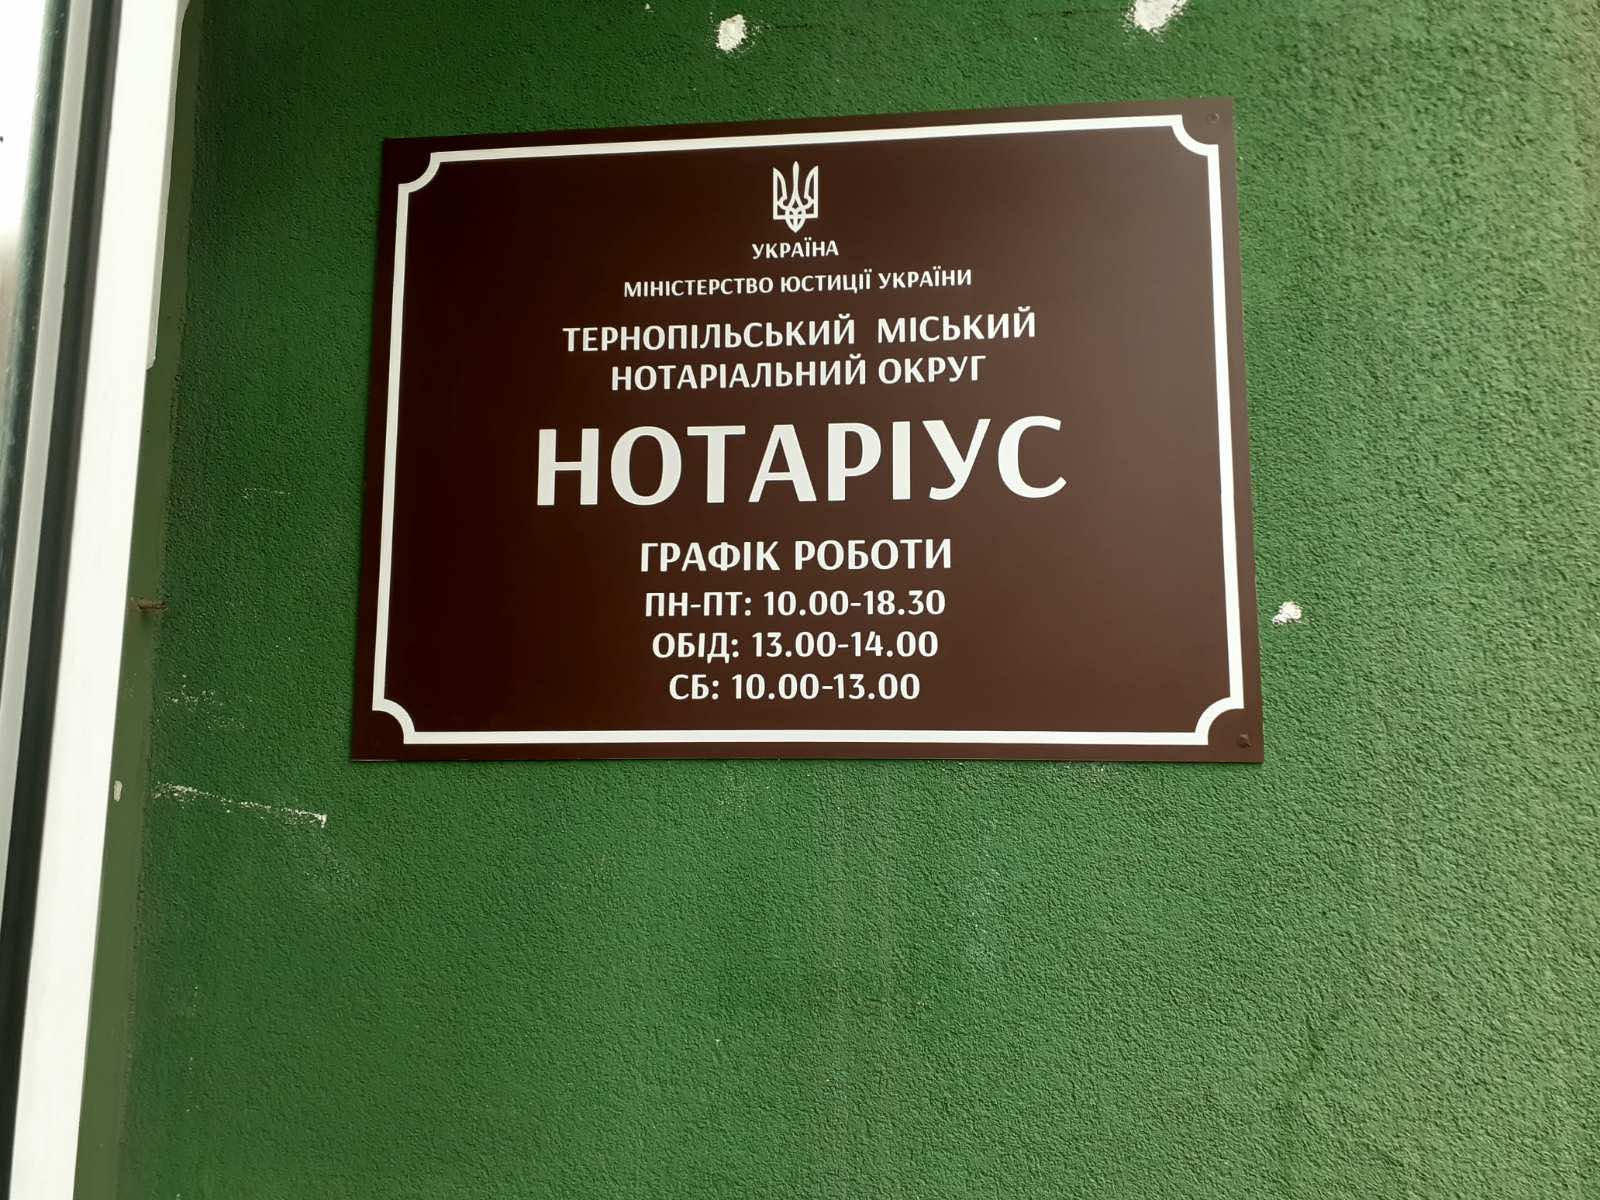 УКРАЇНА
МІНІСТЕРСТВО ЮСТИЦІЇ УКРАЇНИ
ТЕРНОПІЛЬСЬКИЙ МІСЬКИЙ
НОТАРІАЛЬНИЙ ОКРУГ
НОТАРІУС
ГРАФІК РОБОТИ
ПН-ПТ: 10.00-18.30
ОБІД: 13.00-14.00
СБ: 10.00-13.00